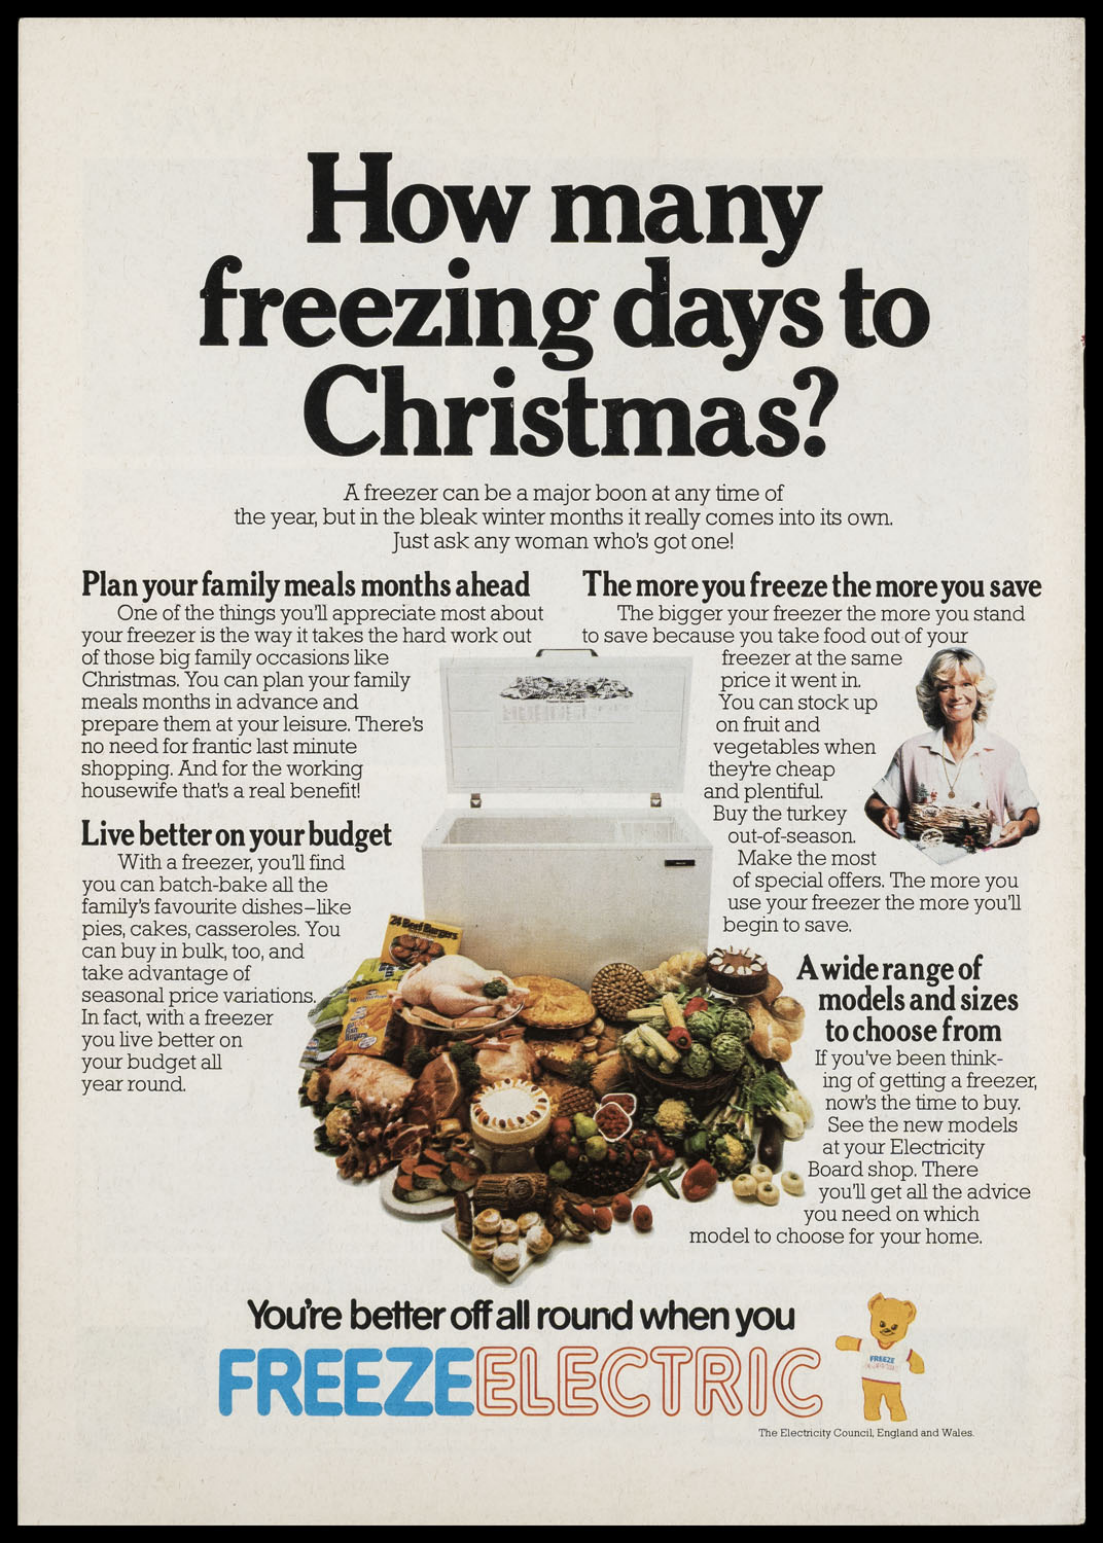 How many
freezing days to
Christmas?
A freezer can be a major boon at any time of
the year, but in the bleak winter months it really comes into its own.
Just ask any woman who's got one!
Plan your family meals months ahead
One of the things you'll appreciate most about
your freezer is the way it takes the hard work out
of those big family occasions like
Christmas. You can plan your family
meals months in advance and
prepare them at your leisure. There's
no need for frantic last minute
shopping. And for the working
housewife that's a real benefit!
Live better on your budget
With a freezer, you'll find
you can batch-bake all the
family's favourite dishes–like
pies, cakes, casseroles. You
can buy in bulk, too, and
take advantage of
seasonal price variations.
In fact, with a freezer
you live better on
your budget all
year round.
The more you freeze the more you save
The bigger your freezer the more you stand
to save because you take food out of your
freezer at the same
price it went in.
You can stock up
on fruit and
vegetables when
they're cheap
and plentiful.
Buy the turkey
out-of-season.
Make the most
of special offers. The more you
use your freezer the more you'll
begin to save.
A wide range of
models and sizes
to choose from
If you've been think-
ing of getting a freezer,
now's the time to buy.
See the new models
at your Electricity
Board shop. There
you'll get all the advice
you need on which
model to choose for your home.
24 Beef Burgers
You're better off all round when you
FREEZE ELECTRIC
FREEZE
The Electricity Council, England and Wales.